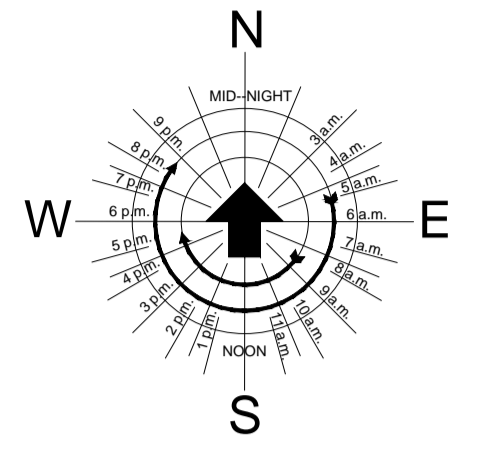 N
MID--NIGHT
3 a.m.
4 a.m.
5 a.m.
6 a.m.
7 a.m.
8 a.m.
9 a.m.
10 a.m.
11 a.m.
NOON
1 p.m.
2 p.m.
3 p.m.
4 p.m.
5 p.m.
6 p.m.
7 p.m.
8 p.m.
9 p.m.
W
E
S